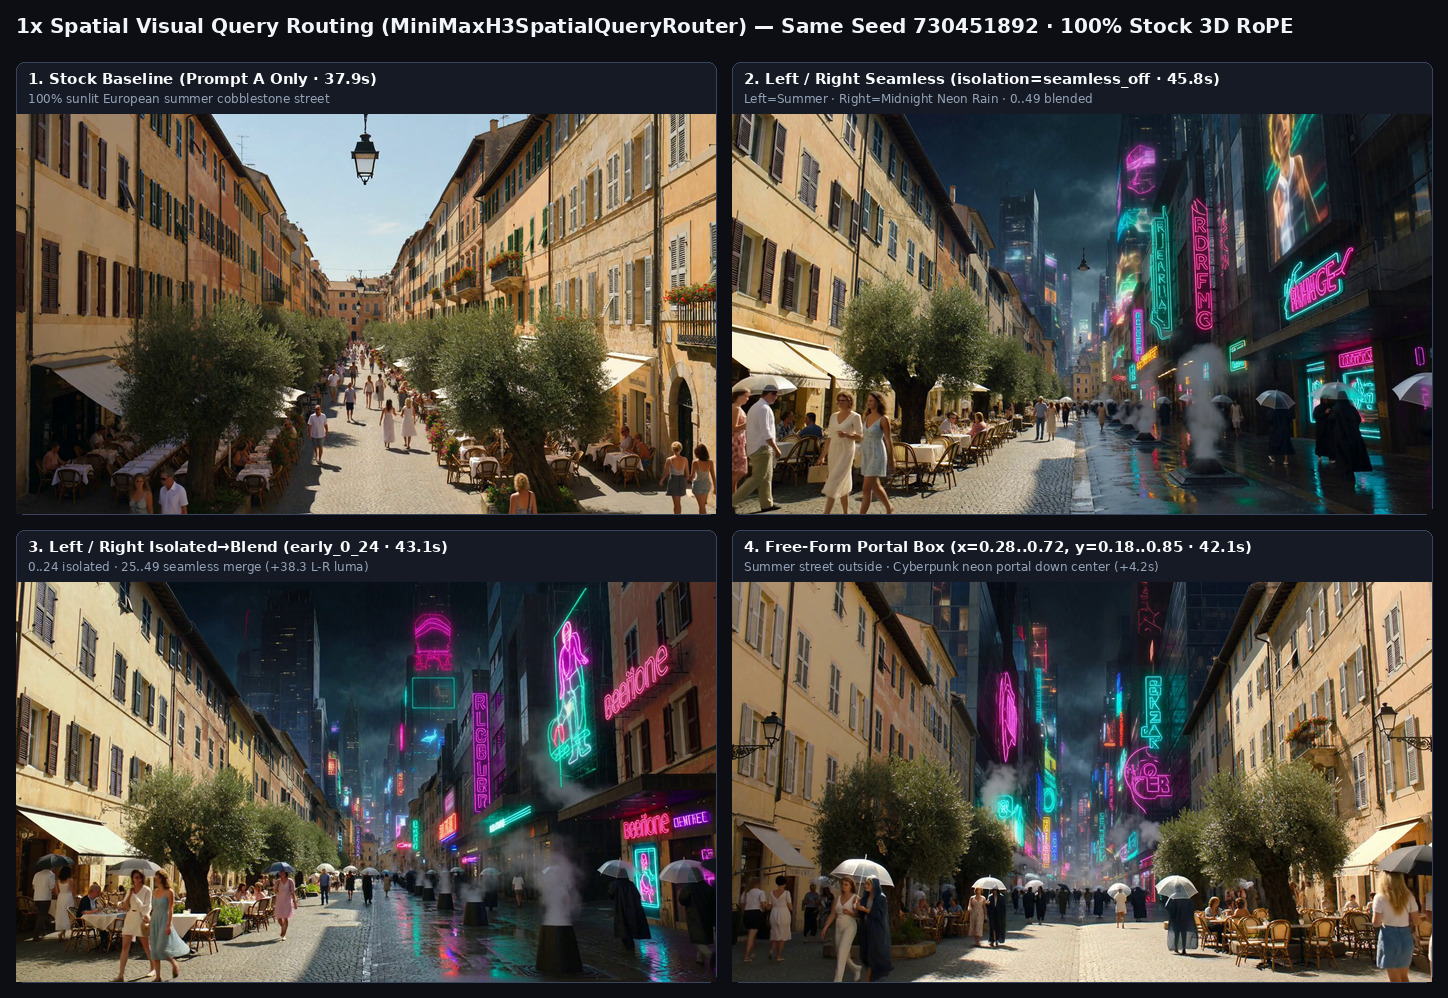 1x Spatial Visual Query Routing (MiniMaxH3SpatialQueryRouter) — Same Seed 730451892 · 100% Stock 3D RoPE
1. Stock Baseline (Prompt A Only · 37.9s)
100% sunlit European summer cobblestone street
2. Left / Right Seamless (isolation=seamless_off · 45.8s)
Left=Summer · Right=Midnight Neon Rain · 0..49 blended
3. Left / Right Isolated→Blend (early_0_24 · 43.1s)
0..24 isolated · 25..49 seamless merge (+38.3 L-R luma)
4. Free-Form Portal Box (x=0.28..0.72, y=0.18..0.85 · 42.1s)
Summer street outside · Cyberpunk neon portal down center (+4.2s)